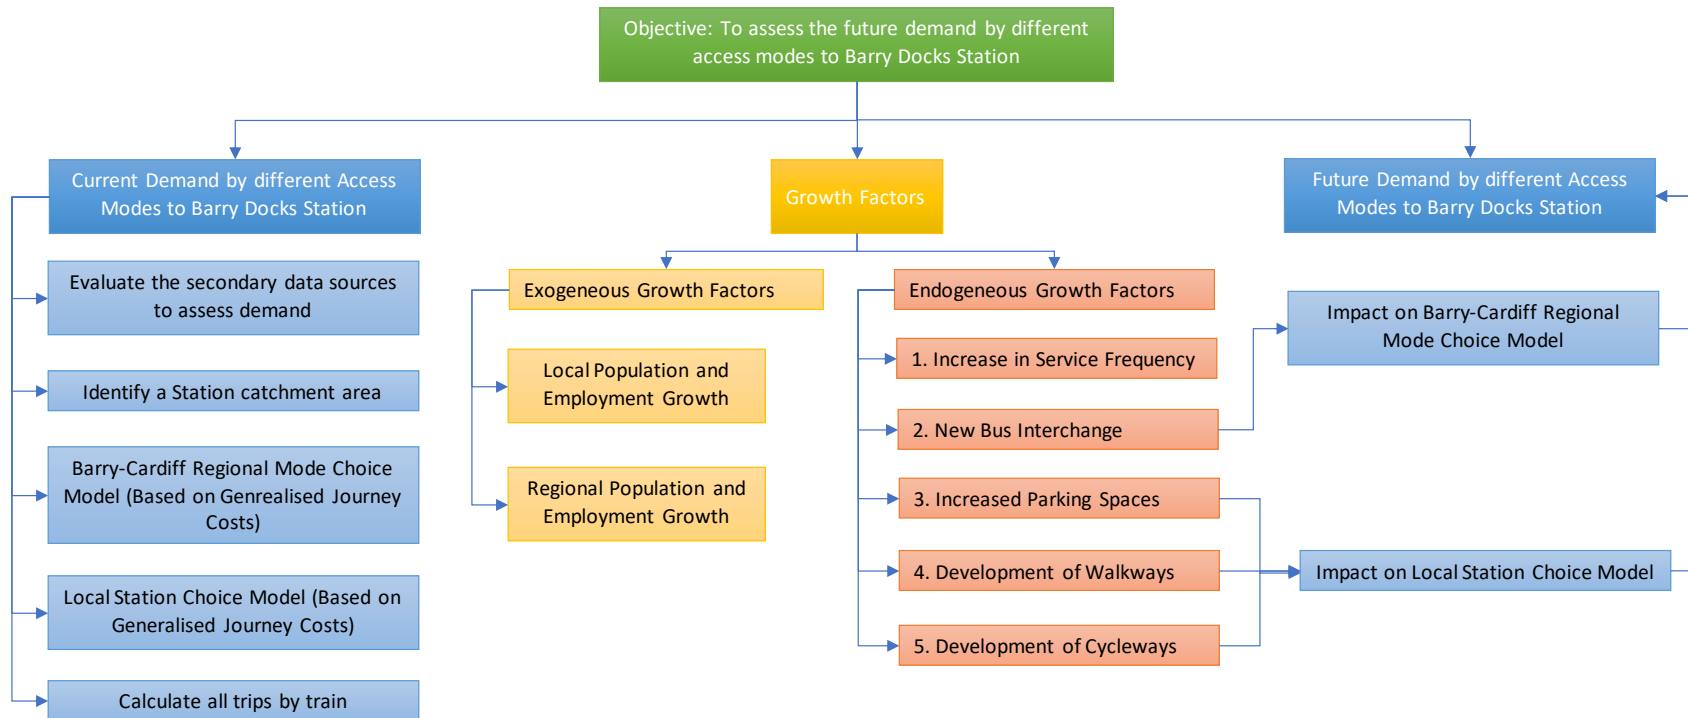 Objective: To assess the future demand by different
access modes to Barry Docks Station
Current Demand by different Access
Modes to Barry Docks Station
Growth Factors
Future Demand by different Access
Modes to Barry Docks Station
Evaluate the secondary data sources
to assess demand
Identify a Station catchment area
Barry-Cardiff Regional Mode Choice
Model (Based on Genrealised Journey
Costs)
Local Station Choice Model (Based on
Generalised Journey Costs)
Calculate all trips by train
Exogeneous Growth Factors
Local Population and
Employment Growth
Regional Population and
Employment Growth
Endogeneous Growth Factors
1. Increase in Service Frequency
2. New Bus Interchange
3. Increased Parking Spaces
4. Development of Walkways
5. Development of Cycleways
Impact on Barry-Cardiff Regional
Mode Choice Model
Impact on Local Station Choice Model